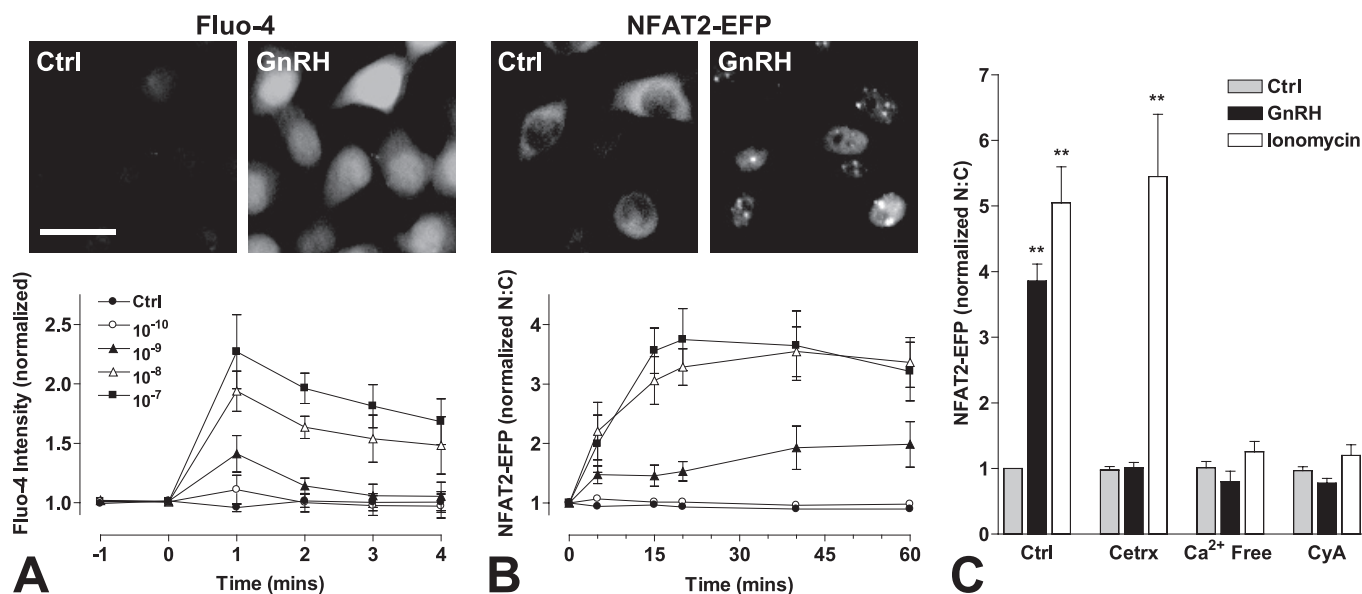 Fluo-4
Ctrl
GnRH
Fluo-4 Intensity (normalized)
2.5
2.0
1.5
1.0
Ctrl
10-10
10-9
10-8
10-7
-1
0
1
2
3
4
Time (mins)
A
NFAT2-EFP
Ctrl
GnRH
NFAT2-EFP (normalized N:C)
4
3
2
1
0
15
30
45
60
Time (mins)
B
NFAT2-EFP (normalized N:C)
7
6
5
4
3
2
1
0
Ctrl
GnRH
Ionomycin
**
**
**
Ctrl
Cetrx
Ca2+ Free
CyA
C